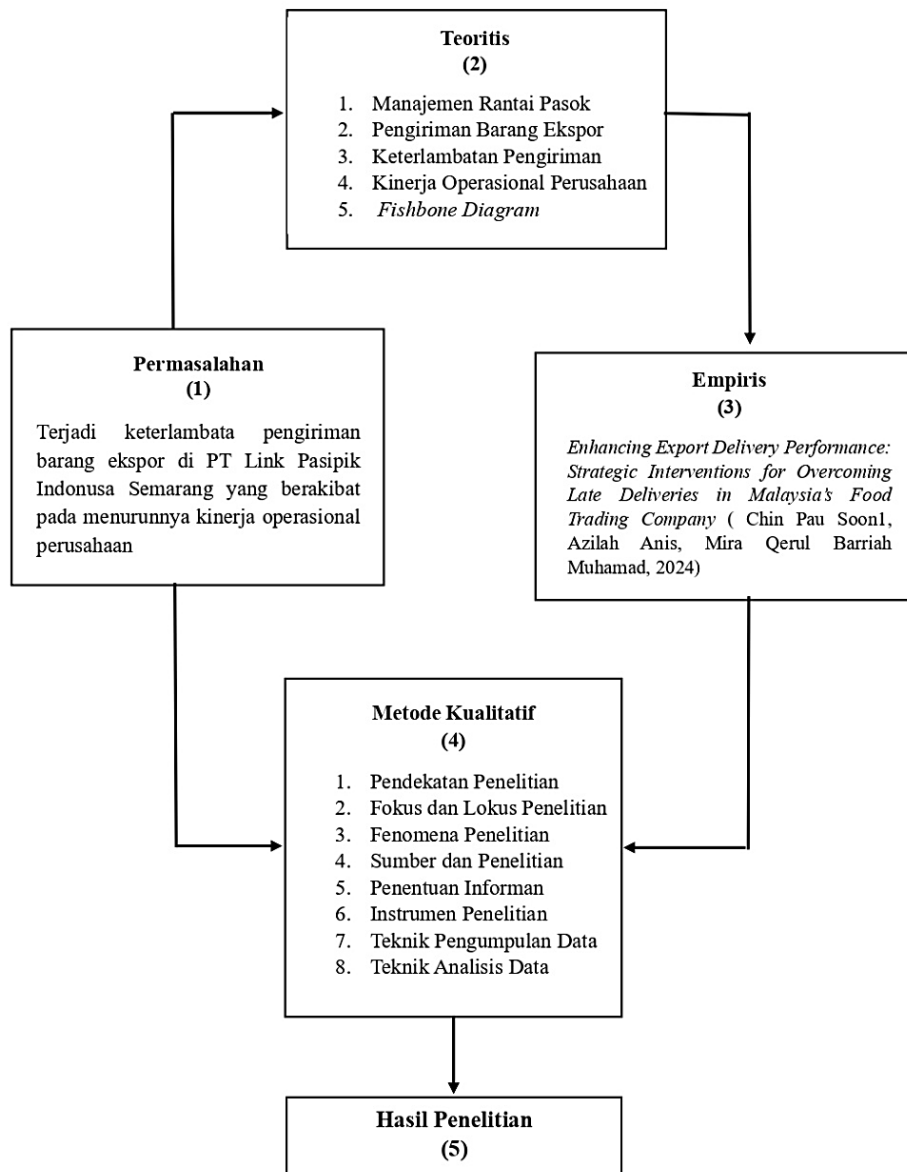 Teoritis
(2)
1. Manajemen Rantai Pasok
2. Pengiriman Barang Ekspor
3. Keterlambatan Pengiriman
4. Kinerja Operasional Perusahaan
5. Fishbone Diagram
Permasalahan
(1)
Terjadi keterlambata pengiriman
barang ekspor di PT Link Pasipik
Indonusa Semarang yang berakibat
pada menurunnya kinerja operasional
perusahaan
Empiris
(3)
Enhancing Export Delivery Performance:
Strategic Interventions for Overcoming
Late Deliveries in Malaysia's Food
Trading Company ( Chin Pau Soon1,
Azilah Anis, Mira Qerul Barriah
Muhamad, 2024)
Metode Kualitatif
(4)
1. Pendekatan Penelitian
2. Fokus dan Lokus Penelitian
3. Fenomena Penelitian
4. Sumber dan Penelitian
5. Penentuan Informan
6. Instrumen Penelitian
7. Teknik Pengumpulan Data
8. Teknik Analisis Data
Hasil Penelitian
(5)